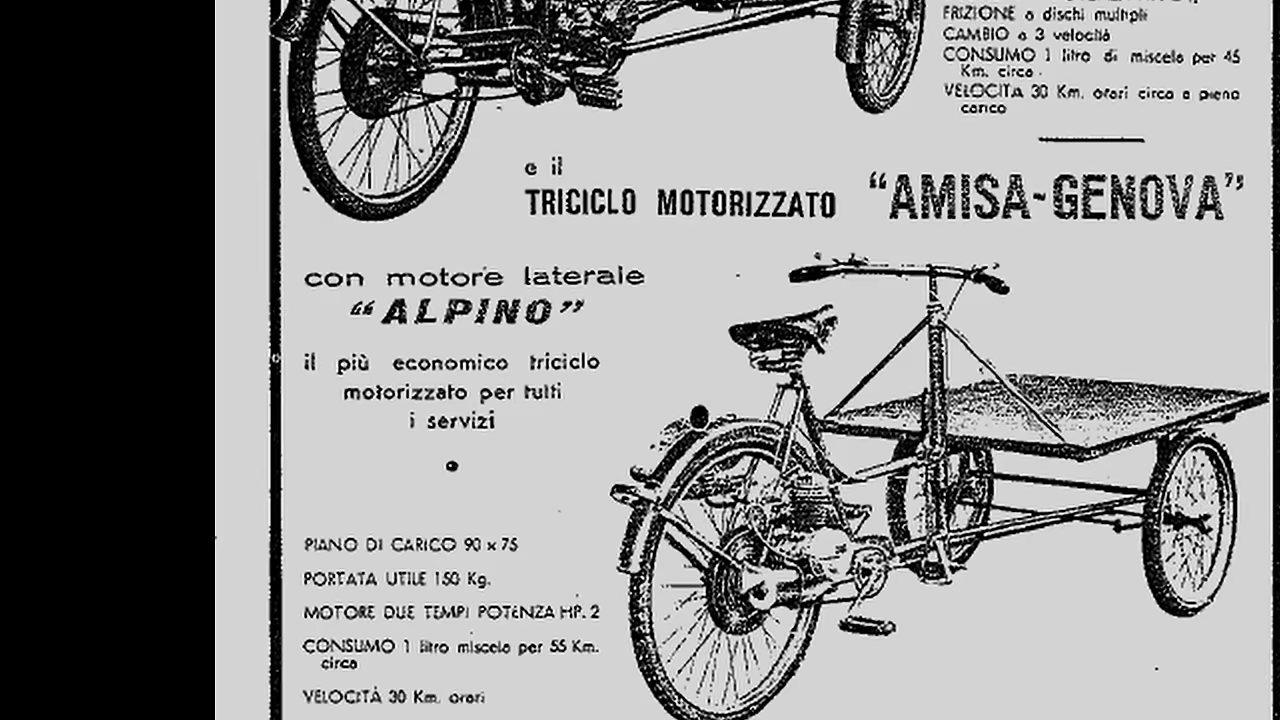 FRIZIONE a dischi multipli
CAMBIO a 3 velocità
CONSUMO 1 litro di miscela per 45
Km. circa
VELOCITA 30 Km. orari circa a pieno
carico
e il
TRICICLO MOTORIZZATO "AMISA-GENOVA"
con motore laterale
"ALPINO"
il più economico triciclo
motorizzato per tutti
i servizi
PIANO DI CARICO 90 x 75
PORTATA UTILE 150 Kg.
MOTORE DUE TEMPI POTENZA HP. 2
CONSUMO 1 litro miscela per 55 Km.
circa
VELOCITÀ 30 Km. orari